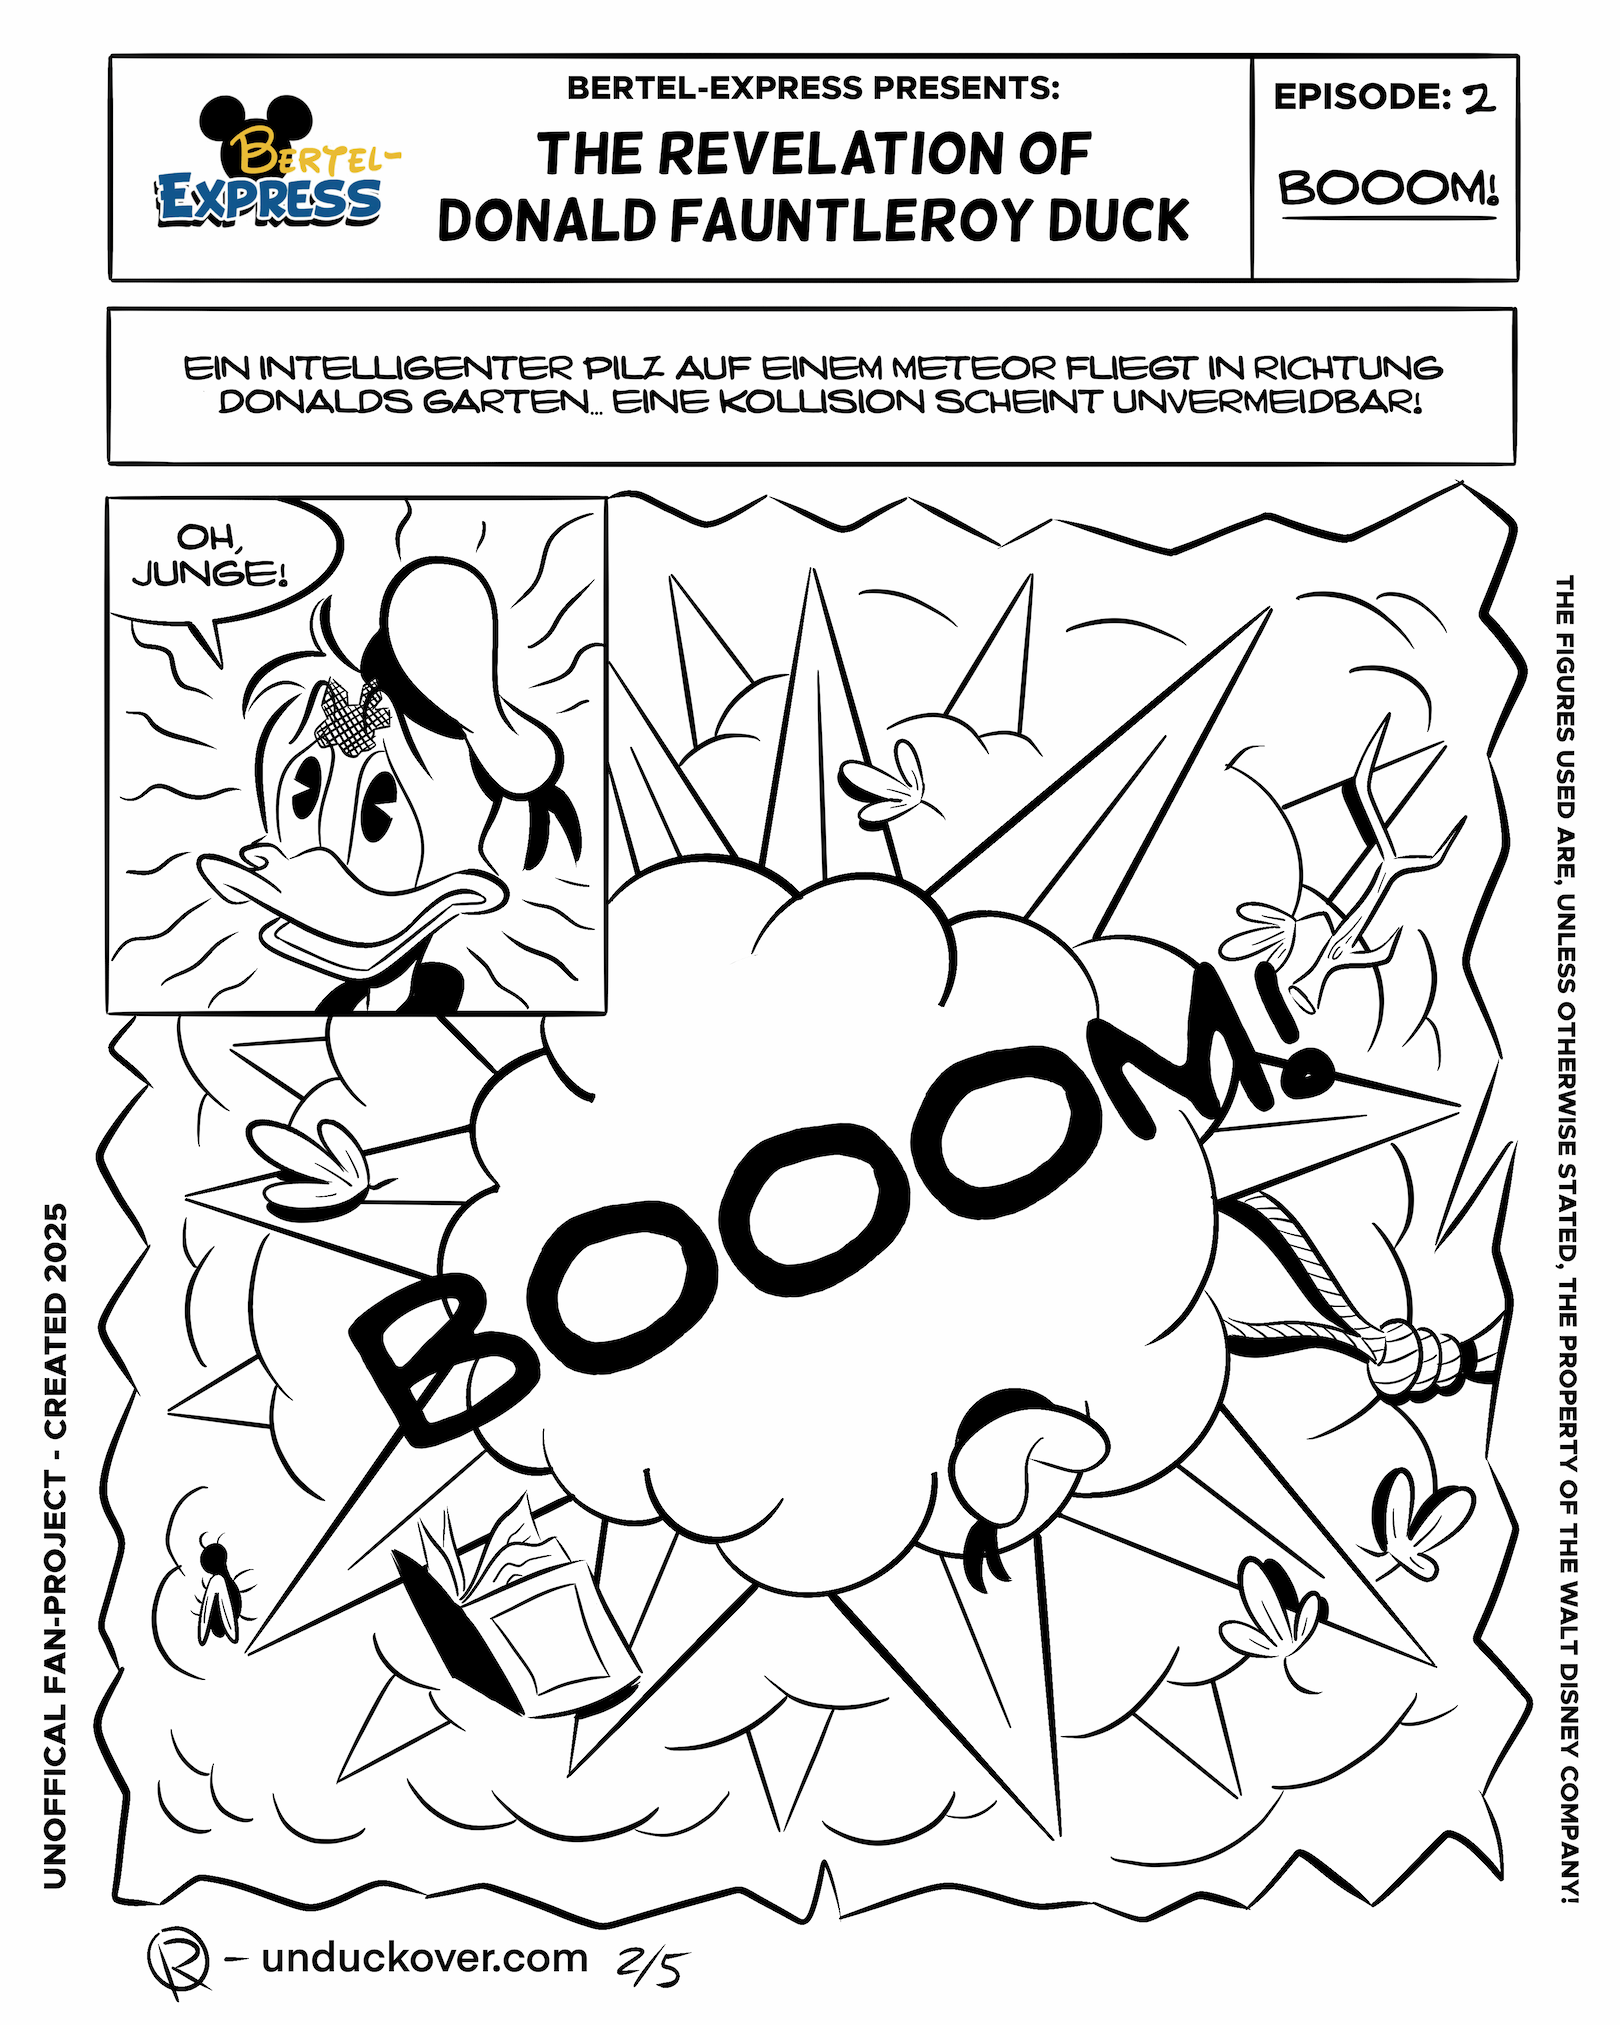 BERTEL-EXPRESS
BERTEL-EXPRESS PRESENTS:
THE REVELATION OF
DONALD FAUNTLEROY DUCK
EPISODE: 2
BOOOM!
EIN INTELLIGENTER PILZ AUF EINEM METEOR FLIEGT IN RICHTUNG
DONALDS GARTEN... EINE KOLLISION SCHEINT UNVERMEIDBAR!
OH,
JUNGE!
BOOOM!
UNOFFICAL FAN-PROJECT - CREATED 2025
THE FIGURES USED ARE, UNLESS OTHERWISE STATED, THE PROPERTY OF THE WALT DISNEY COMPANY!
R - unduckover.com 2/5